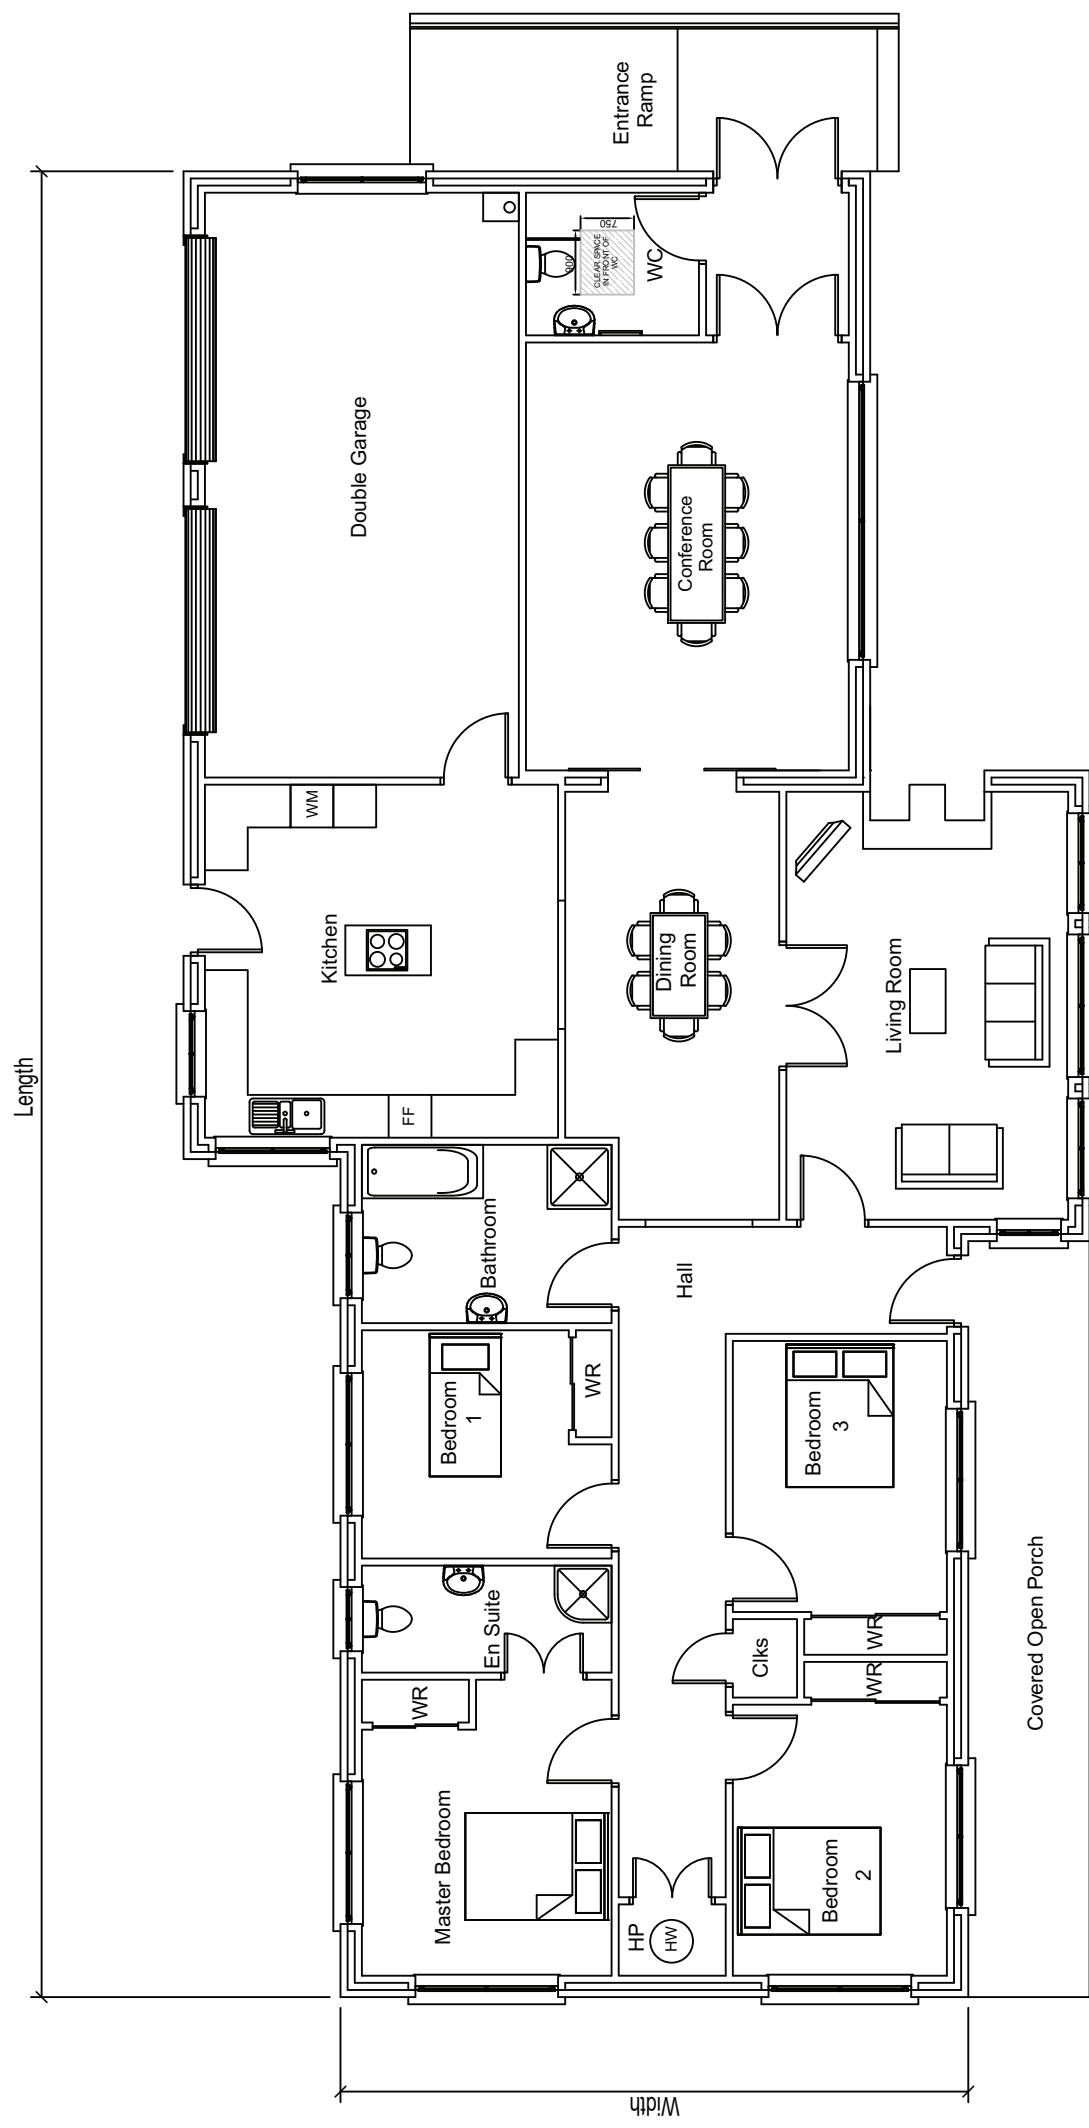 Length
Entrance
Ramp
Double Garage
900
750
CLEAR SPACE
IN FRONT OF
WC
WC
Conference
Room
WM
Kitchen
FF
Dining
Room
Living Room
Bathroom
Hall
Bedroom
1
WR
Bedroom
3
En Suite
WR
Clks
WR
WR
Master Bedroom
HP
HW
Bedroom
2
Covered Open Porch
Width